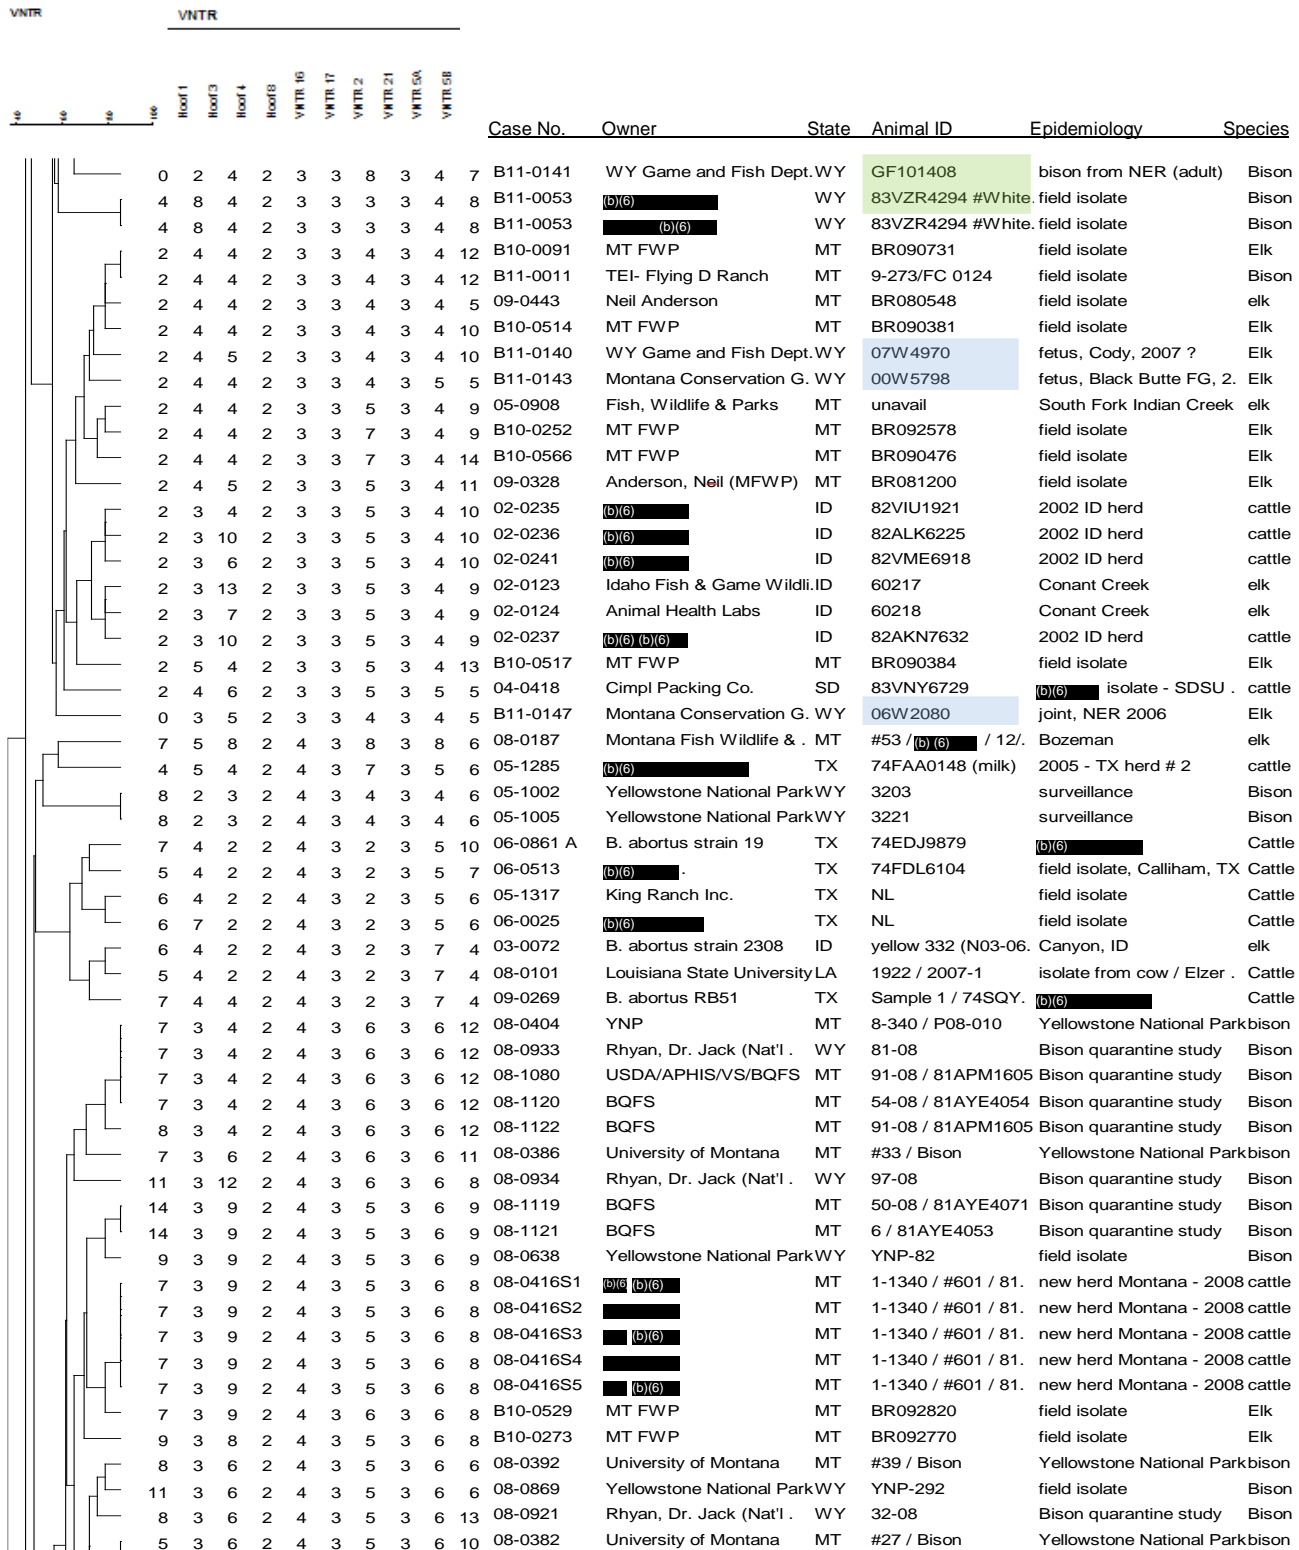 VNTR
VNTR
40 60 80 100 Hoof 1 Hoof 3 Hoof 4 Hoof 8 VNTR 16 VNTR 17 VNTR 2 VNTR 21 VNTR 5A VNTR 5B
Case No. Owner State Animal ID Epidemiology Species
0 2 4 2 3 3 8 3 4 7 B11-0141 WY Game and Fish Dept. WY GF101408 bison from NER (adult) Bison
4 8 4 2 3 3 3 3 4 8 B11-0053 (b)(6) WY 83VZR4294 #White. field isolate Bison
4 8 4 2 3 3 3 3 4 8 B11-0053 (b)(6) WY 83VZR4294 #White. field isolate Bison
2 4 4 2 3 3 4 3 4 12 B10-0091 MT FWP MT BR090731 field isolate Elk
2 4 4 2 3 3 4 3 4 12 B11-0011 TEI- Flying D Ranch MT 9-273/FC 0124 field isolate Bison
2 4 4 2 3 3 4 3 4 5 09-0443 Neil Anderson MT BR080548 field isolate elk
2 4 4 2 3 3 4 3 4 10 B10-0514 MT FWP MT BR090381 field isolate Elk
2 4 5 2 3 3 4 3 4 10 B11-0140 WY Game and Fish Dept. WY 07W4970 fetus, Cody, 2007 ? Elk
2 4 4 2 3 3 4 3 5 5 B11-0143 Montana Conservation G. WY 00W5798 fetus, Black Butte FG, 2. Elk
2 4 4 2 3 3 5 3 4 9 05-0908 Fish, Wildlife & Parks MT unavail South Fork Indian Creek elk
2 4 4 2 3 3 7 3 4 9 B10-0252 MT FWP MT BR092578 field isolate Elk
2 4 4 2 3 3 7 3 4 14 B10-0566 MT FWP MT BR090476 field isolate Elk
2 4 5 2 3 3 5 3 4 11 09-0328 Anderson, Neil (MFWP) MT BR081200 field isolate Elk
2 3 4 2 3 3 5 3 4 10 02-0235 (b)(6) ID 82VIU1921 2002 ID herd cattle
2 3 10 2 3 3 5 3 4 10 02-0236 (b)(6) ID 82ALK6225 2002 ID herd cattle
2 3 6 2 3 3 5 3 4 10 02-0241 (b)(6) ID 82VME6918 2002 ID herd cattle
2 3 13 2 3 3 5 3 4 9 02-0123 Idaho Fish & Game Wildli. ID 60217 Conant Creek elk
2 3 7 2 3 3 5 3 4 9 02-0124 Animal Health Labs ID 60218 Conant Creek elk
2 3 10 2 3 3 5 3 4 9 02-0237 (b)(6) (b)(6) ID 82AKN7632 2002 ID herd cattle
2 5 4 2 3 3 5 3 4 13 B10-0517 MT FWP MT BR090384 field isolate Elk
2 4 6 2 3 3 5 3 5 5 04-0418 Cimpl Packing Co. SD 83VNY6729 (b)(6) isolate - SDSU . cattle
0 3 5 2 3 3 4 3 4 5 B11-0147 Montana Conservation G. WY 06W2080 joint, NER 2006 Elk
7 5 8 2 4 3 8 3 8 6 08-0187 Montana Fish Wildlife & . MT #53 / (b) (6) / 12/. Bozeman elk
4 5 4 2 4 3 7 3 5 6 05-1285 (b)(6) TX 74FAA0148 (milk) 2005 - TX herd # 2 cattle
8 2 3 2 4 3 4 3 4 6 05-1002 Yellowstone National Park WY 3203 surveillance Bison
8 2 3 2 4 3 4 3 4 6 05-1005 Yellowstone National Park WY 3221 surveillance Bison
7 4 2 2 4 3 2 3 5 10 06-0861 A B. abortus strain 19 TX 74EDJ9879 (b)(6) Cattle
5 4 2 2 4 3 2 3 5 7 06-0513 (b)(6) . TX 74FDL6104 field isolate, Calliham, TX Cattle
6 4 2 2 4 3 2 3 5 6 05-1317 King Ranch Inc. TX NL field isolate Cattle
6 7 2 2 4 3 2 3 5 6 06-0025 (b)(6) TX NL field isolate Cattle
6 4 2 2 4 3 2 3 7 4 03-0072 B. abortus strain 2308 ID yellow 332 (N03-06. Canyon, ID elk
5 4 2 2 4 3 2 3 7 4 08-0101 Louisiana State University LA 1922 / 2007-1 isolate from cow / Elzer . Cattle
7 4 4 2 4 3 2 3 7 4 09-0269 B. abortus RB51 TX Sample 1 / 74SQY. (b)(6) Cattle
7 3 4 2 4 3 6 3 6 12 08-0404 YNP MT 8-340 / P08-010 Yellowstone National Park bison
7 3 4 2 4 3 6 3 6 12 08-0933 Rhyan, Dr. Jack (Nat'l . WY 81-08 Bison quarantine study Bison
7 3 4 2 4 3 6 3 6 12 08-1080 USDA/APHIS/VS/BQFS MT 91-08 / 81APM1605 Bison quarantine study Bison
7 3 4 2 4 3 6 3 6 12 08-1120 BQFS MT 54-08 / 81AYE4054 Bison quarantine study Bison
8 3 4 2 4 3 6 3 6 12 08-1122 BQFS MT 91-08 / 81APM1605 Bison quarantine study Bison
7 3 6 2 4 3 6 3 6 11 08-0386 University of Montana MT #33 / Bison Yellowstone National Park bison
11 3 12 2 4 3 6 3 6 8 08-0934 Rhyan, Dr. Jack (Nat'l . WY 97-08 Bison quarantine study Bison
14 3 9 2 4 3 5 3 6 9 08-1119 BQFS MT 50-08 / 81AYE4071 Bison quarantine study Bison
14 3 9 2 4 3 5 3 6 9 08-1121 BQFS MT 6 / 81AYE4053 Bison quarantine study Bison
9 3 9 2 4 3 5 3 6 9 08-0638 Yellowstone National Park WY YNP-82 field isolate Bison
7 3 9 2 4 3 5 3 6 8 08-0416S1 (b)(6) (b)(6) MT 1-1340 / #601 / 81. new herd Montana - 2008 cattle
7 3 9 2 4 3 5 3 6 8 08-0416S2 MT 1-1340 / #601 / 81. new herd Montana - 2008 cattle
7 3 9 2 4 3 5 3 6 8 08-0416S3 (b)(6) MT 1-1340 / #601 / 81. new herd Montana - 2008 cattle
7 3 9 2 4 3 5 3 6 8 08-0416S4 MT 1-1340 / #601 / 81. new herd Montana - 2008 cattle
7 3 9 2 4 3 5 3 6 8 08-0416S5 (b)(6) MT 1-1340 / #601 / 81. new herd Montana - 2008 cattle
7 3 9 2 4 3 6 3 6 8 B10-0529 MT FWP MT BR092820 field isolate Elk
9 3 8 2 4 3 5 3 6 8 B10-0273 MT FWP MT BR092770 field isolate Elk
8 3 6 2 4 3 5 3 6 6 08-0392 University of Montana MT #39 / Bison Yellowstone National Park bison
11 3 6 2 4 3 5 3 6 6 08-0869 Yellowstone National Park WY YNP-292 field isolate Bison
8 3 6 2 4 3 5 3 6 13 08-0921 Rhyan, Dr. Jack (Nat'l . WY 32-08 Bison quarantine study Bison
5 3 6 2 4 3 5 3 6 10 08-0382 University of Montana MT #27 / Bison Yellowstone National Park bison